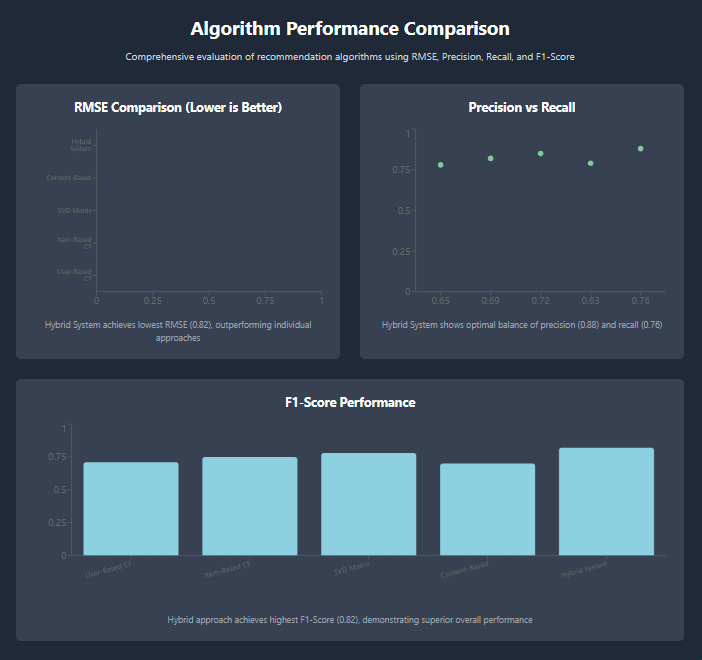 Algorithm Performance Comparison
Comprehensive evaluation of recommendation algorithms using RMSE, Precision, Recall, and F1-Score
RMSE Comparison (Lower is Better)
Hybrid
System
Content-Based
SVD Matrix
Item-Based
CF
User-Based
CF
0
0.25
0.5
0.75
1
Hybrid System achieves lowest RMSE (0.82), outperforming individual
approaches
Precision vs Recall
1
0.75
0.5
0.25
0
0.65
0.69
0.72
0.63
0.76
Hybrid System shows optimal balance of precision (0.88) and recall (0.76)
F1-Score Performance
1
0.75
0.5
0.25
0
User-Based CF
Item-Based CF
SVD Matrix
Content-Based
Hybrid System
Hybrid approach achieves highest F1-Score (0.82), demonstrating superior overall performance